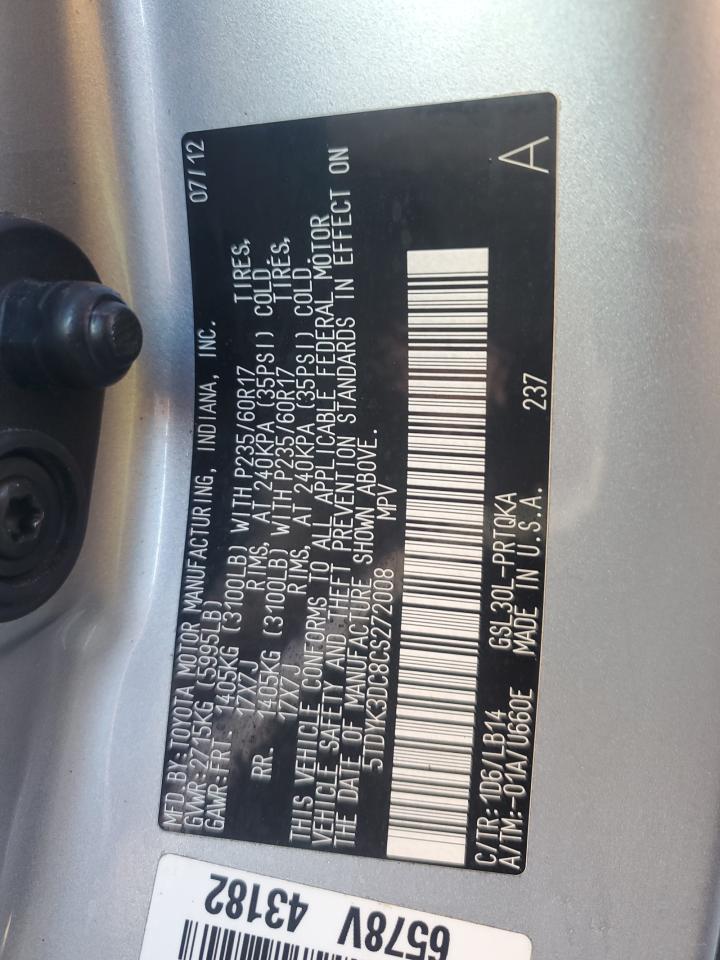 MFD.BY:TOYOTA MOTOR MANUFACTURING, INDIANA, INC. 07/12
GVWR:2715KG (5995LB)
GAWR:FRT. 1405KG (3100LB) WITH P235/60R17 TIRES,
17X7J RIMS, AT 240KPA (35PSI) COLD.
RR. 1405KG (3100LB) WITH P235/60R17 TIRES,
17X7J RIMS, AT 240KPA (35PSI) COLD.
THIS VEHICLE CONFORMS TO ALL APPLICABLE FEDERAL MOTOR
VEHICLE SAFETY AND THEFT PREVENTION STANDARDS IN EFFECT ON
THE DATE OF MANUFACTURE SHOWN ABOVE.
5TDYK3DC8CS272008 MPV
C/TR:1D6/LB14 GSL30L-PRTQKA
A/TM:-01A/U660E MADE IN U.S.A. 237
A
43182
6578V